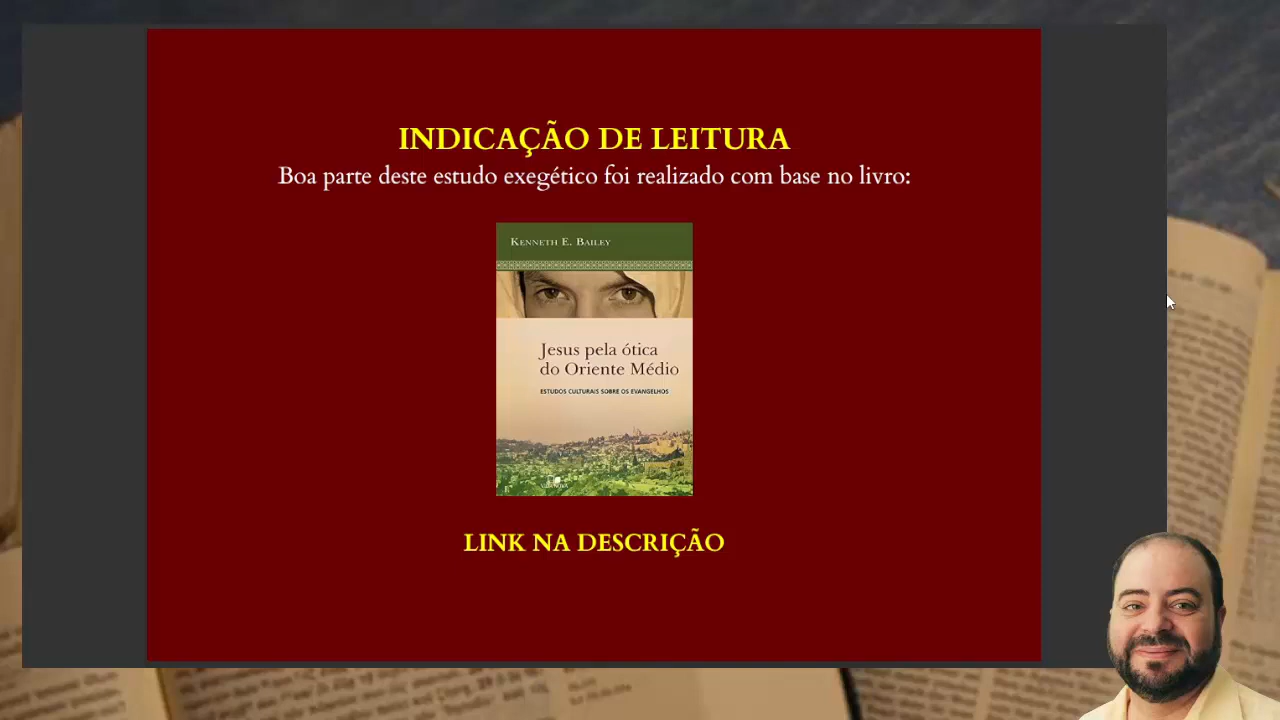 INDICAÇÃO DE LEITURA
Boa parte deste estudo exegético foi realizado com base no livro:
KENNETH E. BAILEY
Jesus pela ótica
do Oriente Médio
ESTUDOS CULTURAIS SOBRE OS EVANGELHOS
LINK NA DESCRIÇÃO